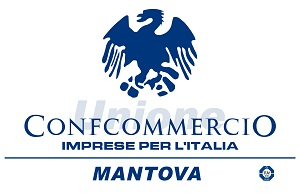 Unione
CONFCOMMERCIO
IMPRESE PER L'ITALIA
MANTOVA